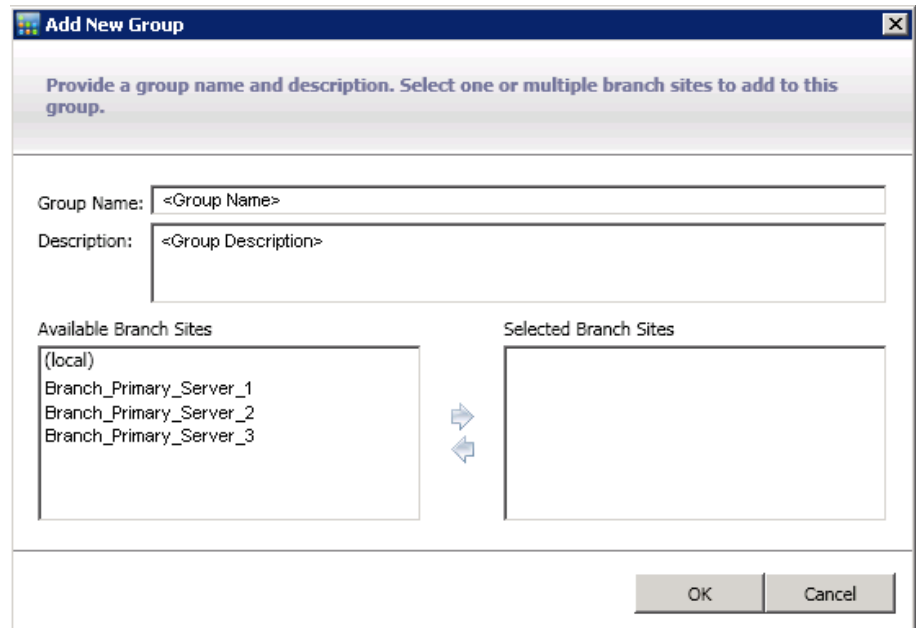 Add New Group
Provide a group name and description. Select one or multiple branch sites to add to this
group.
Group Name: <Group Name>
Description: <Group Description>
Available Branch Sites
(local)
Branch_Primary_Server_1
Branch_Primary_Server_2
Branch_Primary_Server_3
Selected Branch Sites
OK
Cancel